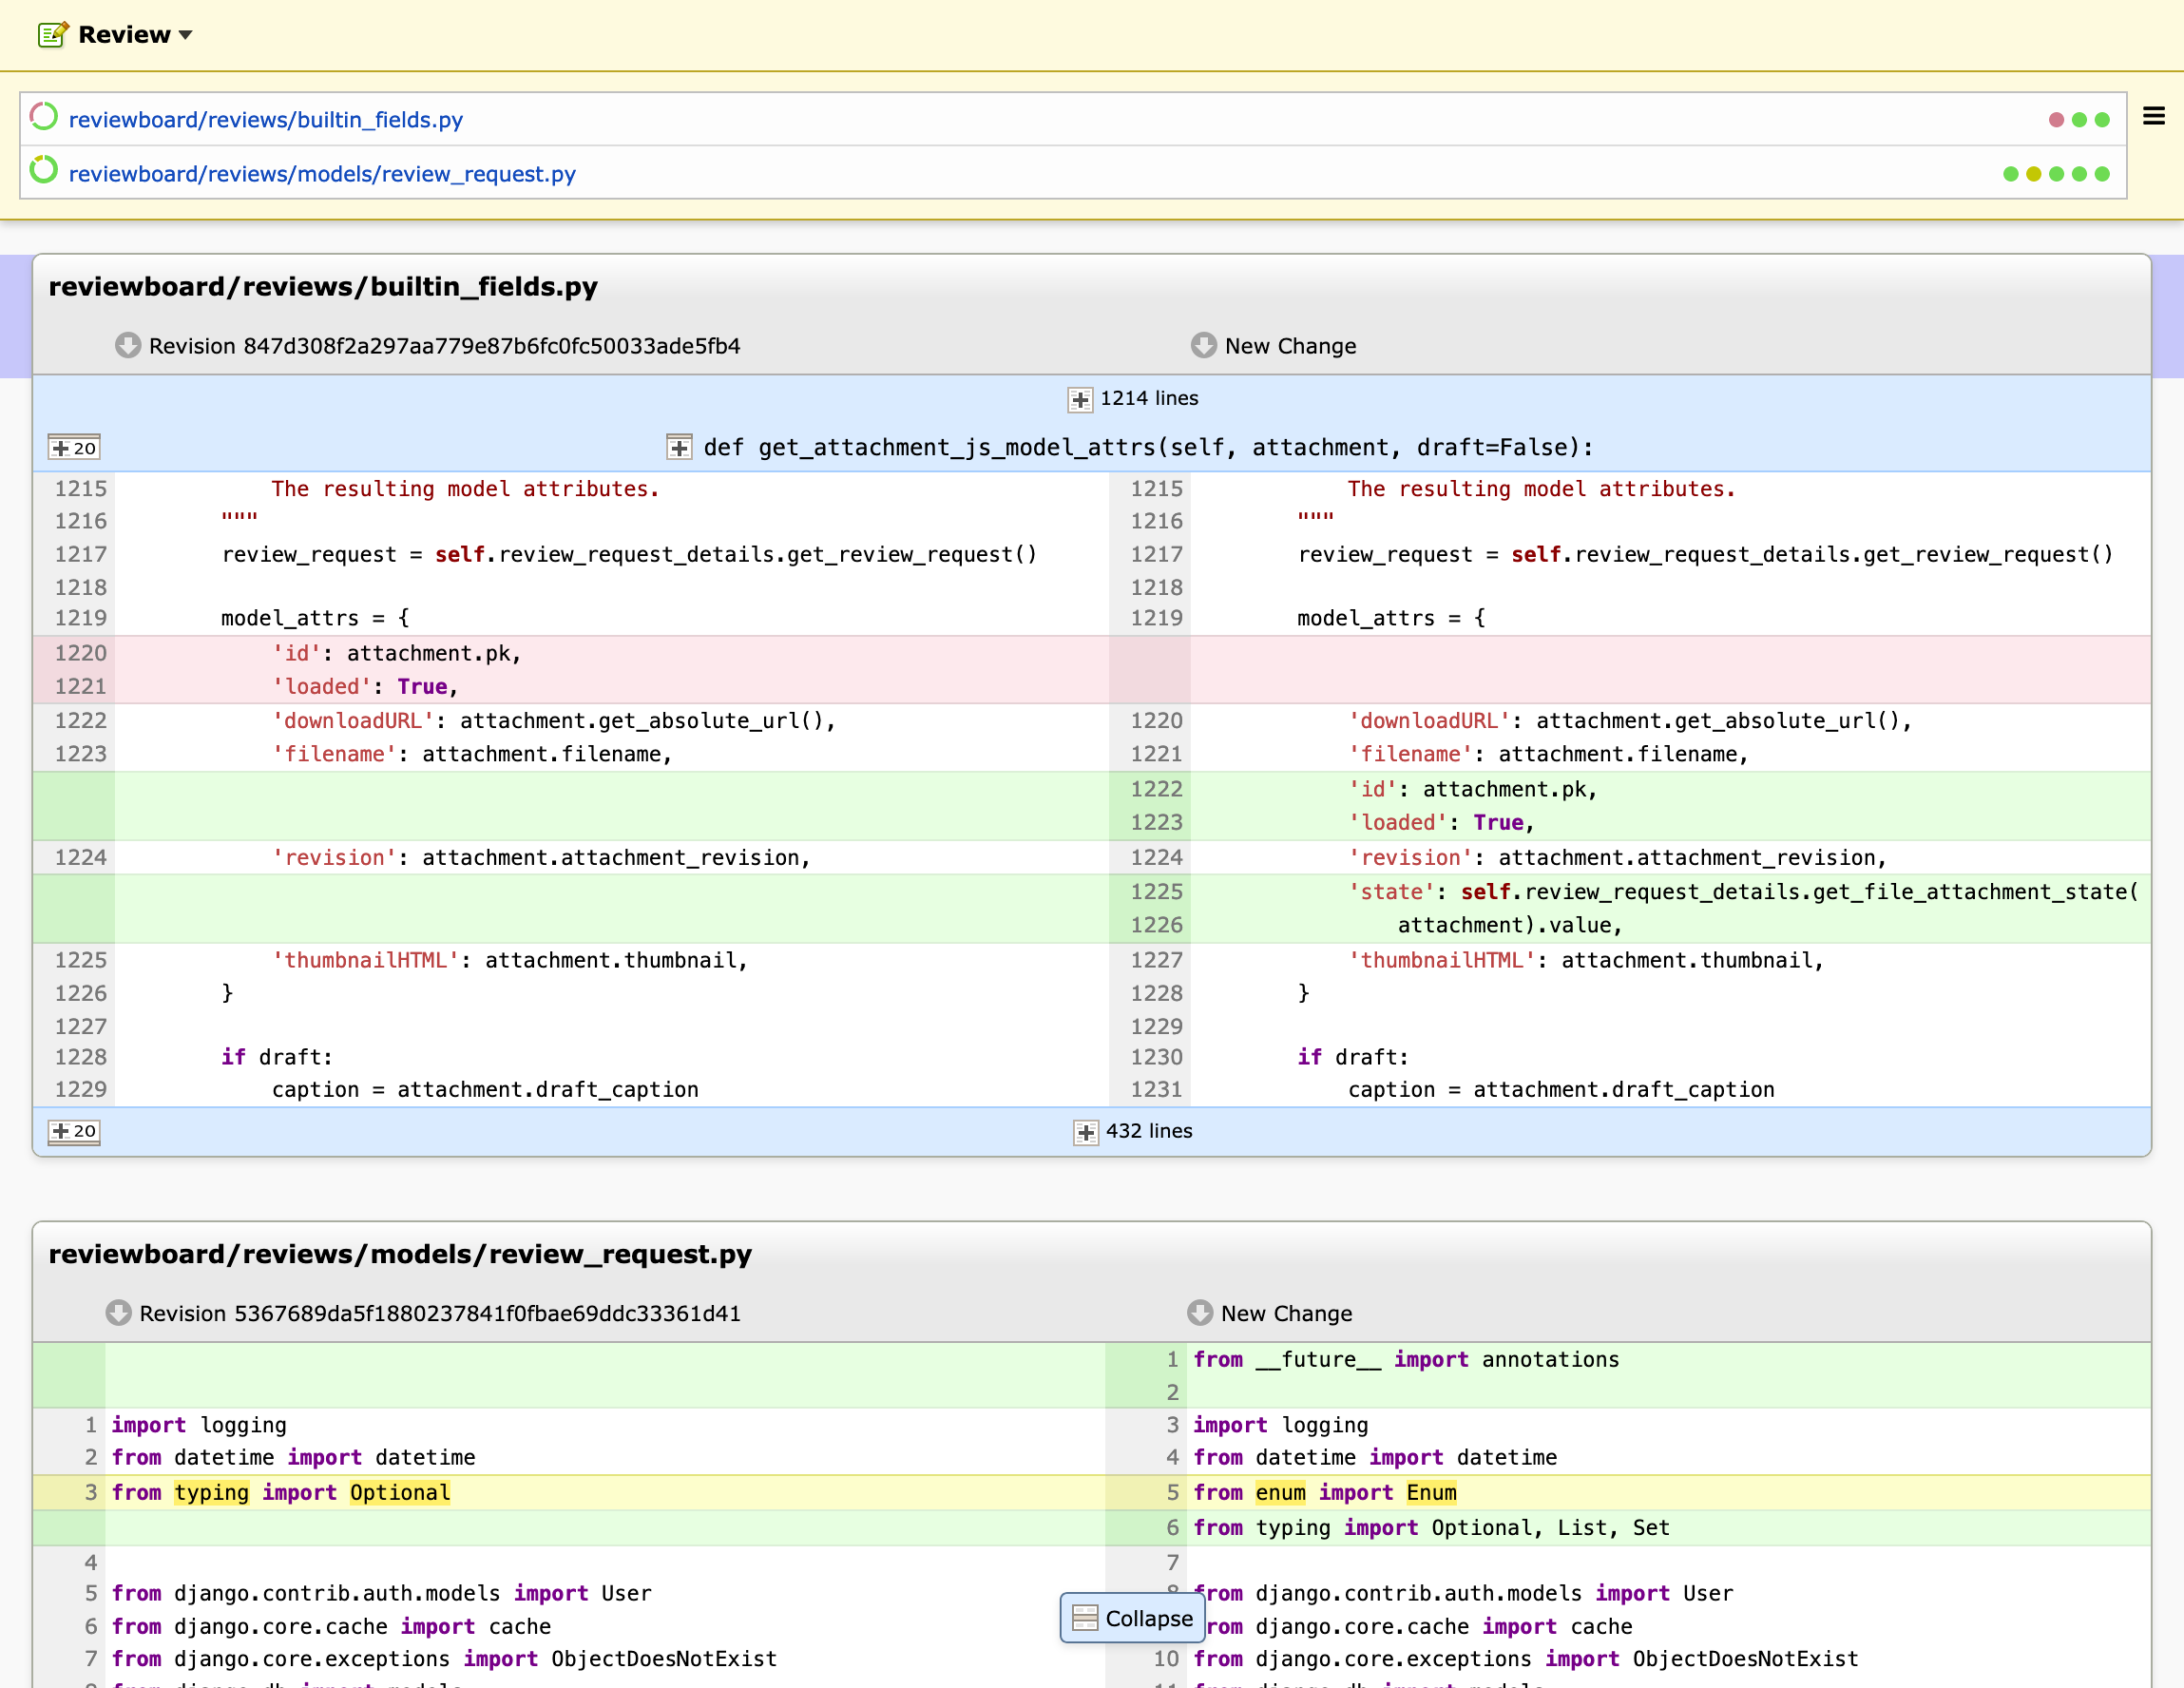 Review
reviewboard/reviews/builtin_fields.py
reviewboard/reviews/models/review_request.py
reviewboard/reviews/builtin_fields.py
Revision 847d308f2a297aa779e87b6fc0fc50033ade5fb4 New Change
1214 lines
20 def get_attachment_js_model_attrs(self, attachment, draft=False):
1215 The resulting model attributes. 1215 The resulting model attributes.
1216 """ 1216 """
1217 review_request = self.review_request_details.get_review_request() 1217 review_request = self.review_request_details.get_review_request()
1218 1218
1219 model_attrs = { 1219 model_attrs = {
1220 'id': attachment.pk,
1221 'loaded': True,
1222 'downloadURL': attachment.get_absolute_url(), 1220 'downloadURL': attachment.get_absolute_url(),
1223 'filename': attachment.filename, 1221 'filename': attachment.filename,
1222 'id': attachment.pk,
1223 'loaded': True,
1224 'revision': attachment.attachment_revision, 1224 'revision': attachment.attachment_revision,
1225 'state': self.review_request_details.get_file_attachment_state(
1226 attachment).value,
1225 'thumbnailHTML': attachment.thumbnail, 1227 'thumbnailHTML': attachment.thumbnail,
1226 } 1228 }
1227 1229
1228 if draft: 1230 if draft:
1229 caption = attachment.draft_caption 1231 caption = attachment.draft_caption
20 432 lines
reviewboard/reviews/models/review_request.py
Revision 5367689da5f1880237841f0fbae69ddc33361d41 New Change
1 from __future__ import annotations
2
1 import logging 3 import logging
2 from datetime import datetime 4 from datetime import datetime
3 from typing import Optional 5 from enum import Enum
6 from typing import Optional, List, Set
4 7
5 from django.contrib.auth.models import User from django.contrib.auth.models import User
6 from django.core.cache import cache Collapse from django.core.cache import cache
7 from django.core.exceptions import ObjectDoesNotExist 10 from django.core.exceptions import ObjectDoesNotExist